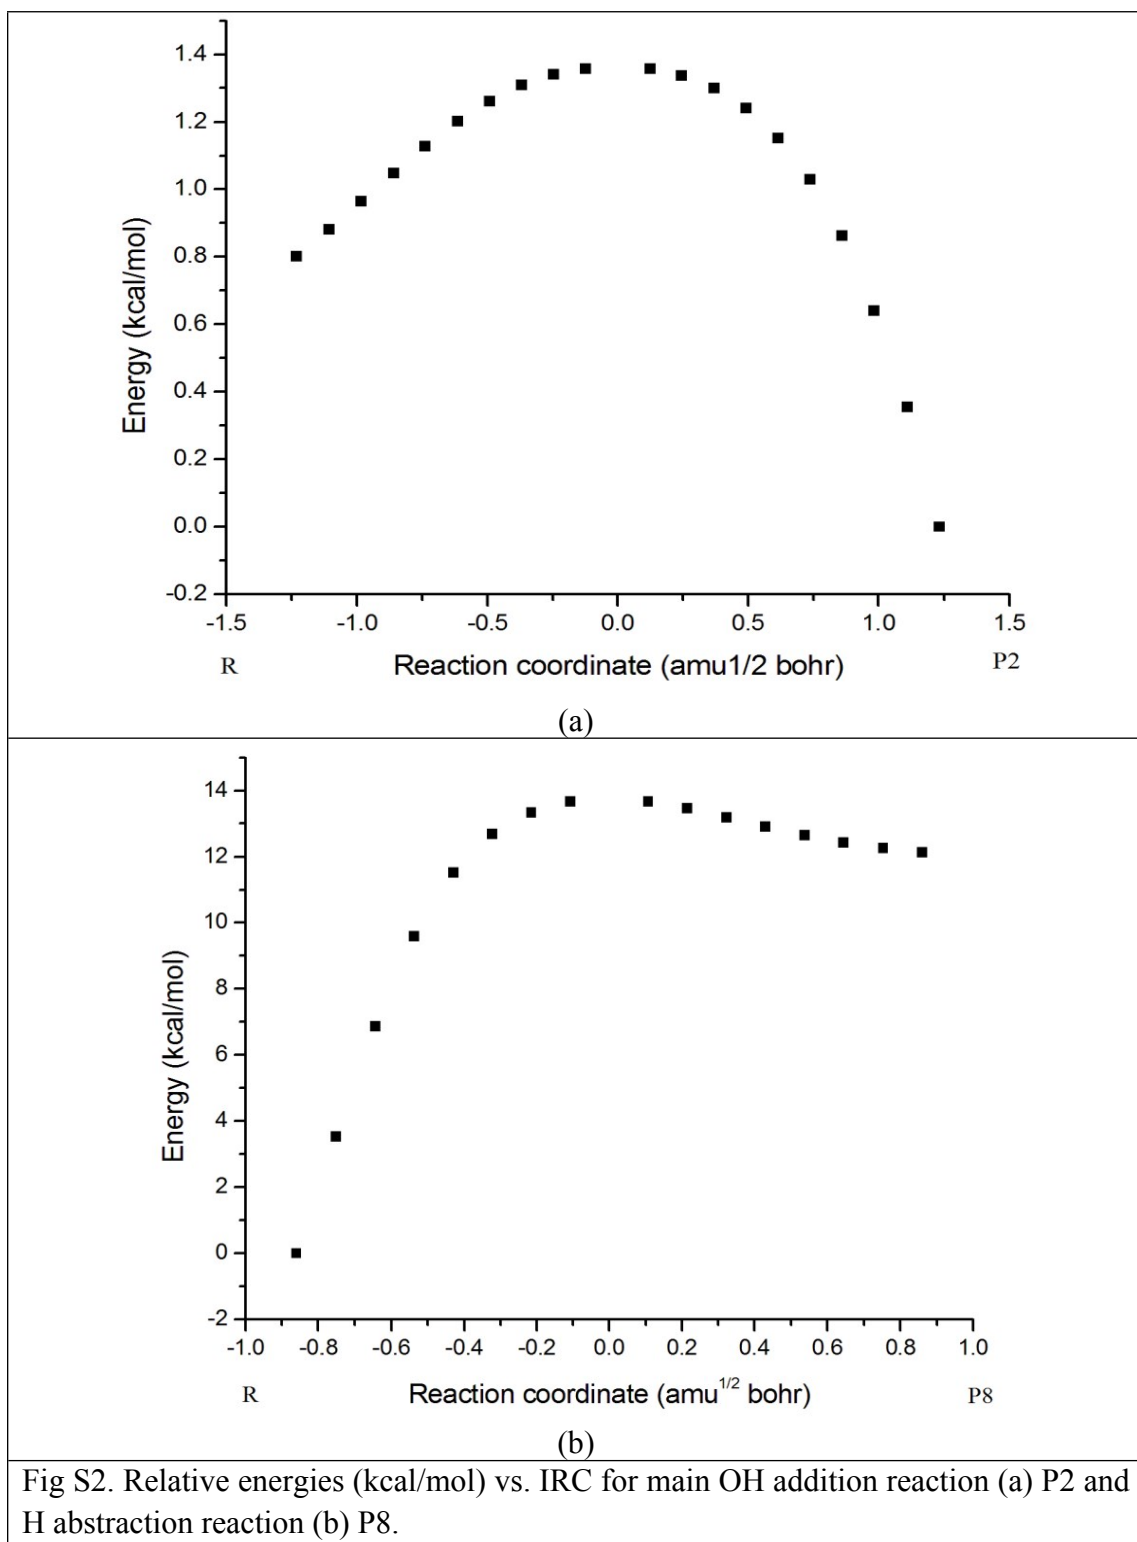 1.4
1.2
1.0
0.8
0.6
0.4
0.2
0.0
-0.2
Energy (kcal/mol)
-1.5 -1.0 -0.5 0.0 0.5 1.0 1.5
R Reaction coordinate (amu1/2 bohr) P2
(a)
14
12
10
8
6
4
2
0
-2
Energy (kcal/mol)
-1.0 -0.8 -0.6 -0.4 -0.2 0.0 0.2 0.4 0.6 0.8 1.0
R Reaction coordinate (amu^1/2 bohr) P8
(b)
Fig S2. Relative energies (kcal/mol) vs. IRC for main OH addition reaction (a) P2 and
H abstraction reaction (b) P8.